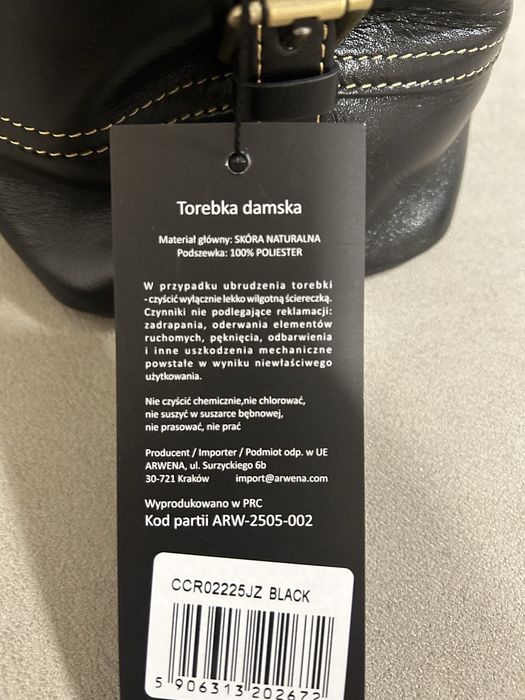 Torebka damska
Materiał główny: SKÓRA NATURALNA
Podszewka: 100% POLIESTER
W przypadku ubrudzenia torebki
- czyścić wyłącznie lekko wilgotną ściereczką.
Czynniki nie podlegające reklamacji:
zadrapania, oderwania elementów
ruchomych, pęknięcia, odbarwienia
i inne uszkodzenia mechaniczne
powstałe w wyniku niewłaściwego
użytkowania.
Nie czyścić chemicznie,nie chlorować,
nie suszyć w suszarce bębnowej,
nie prasować, nie prać
Producent / Importer / Podmiot odp. w UE
ARWENA, ul. Surzyckiego 6b
30-721 Kraków import@arwena.com
Wyprodukowano w PRC
Kod partii ARW-2505-002
CCR02225JZ BLACK
5 906313 202672